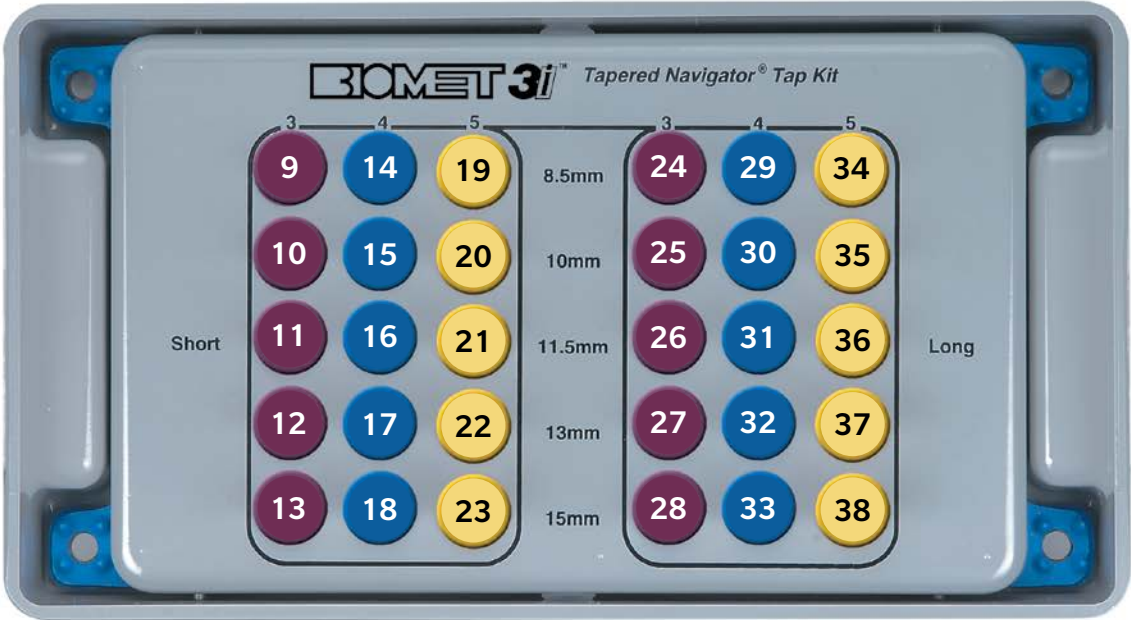 BIOMET 3i™ Tapered Navigator® Tap Kit
3 4 5 3 4 5
9 14 19 8.5mm 24 29 34
10 15 20 10mm 25 30 35
Short 11 16 21 11.5mm 26 31 36 Long
12 17 22 13mm 27 32 37
13 18 23 15mm 28 33 38